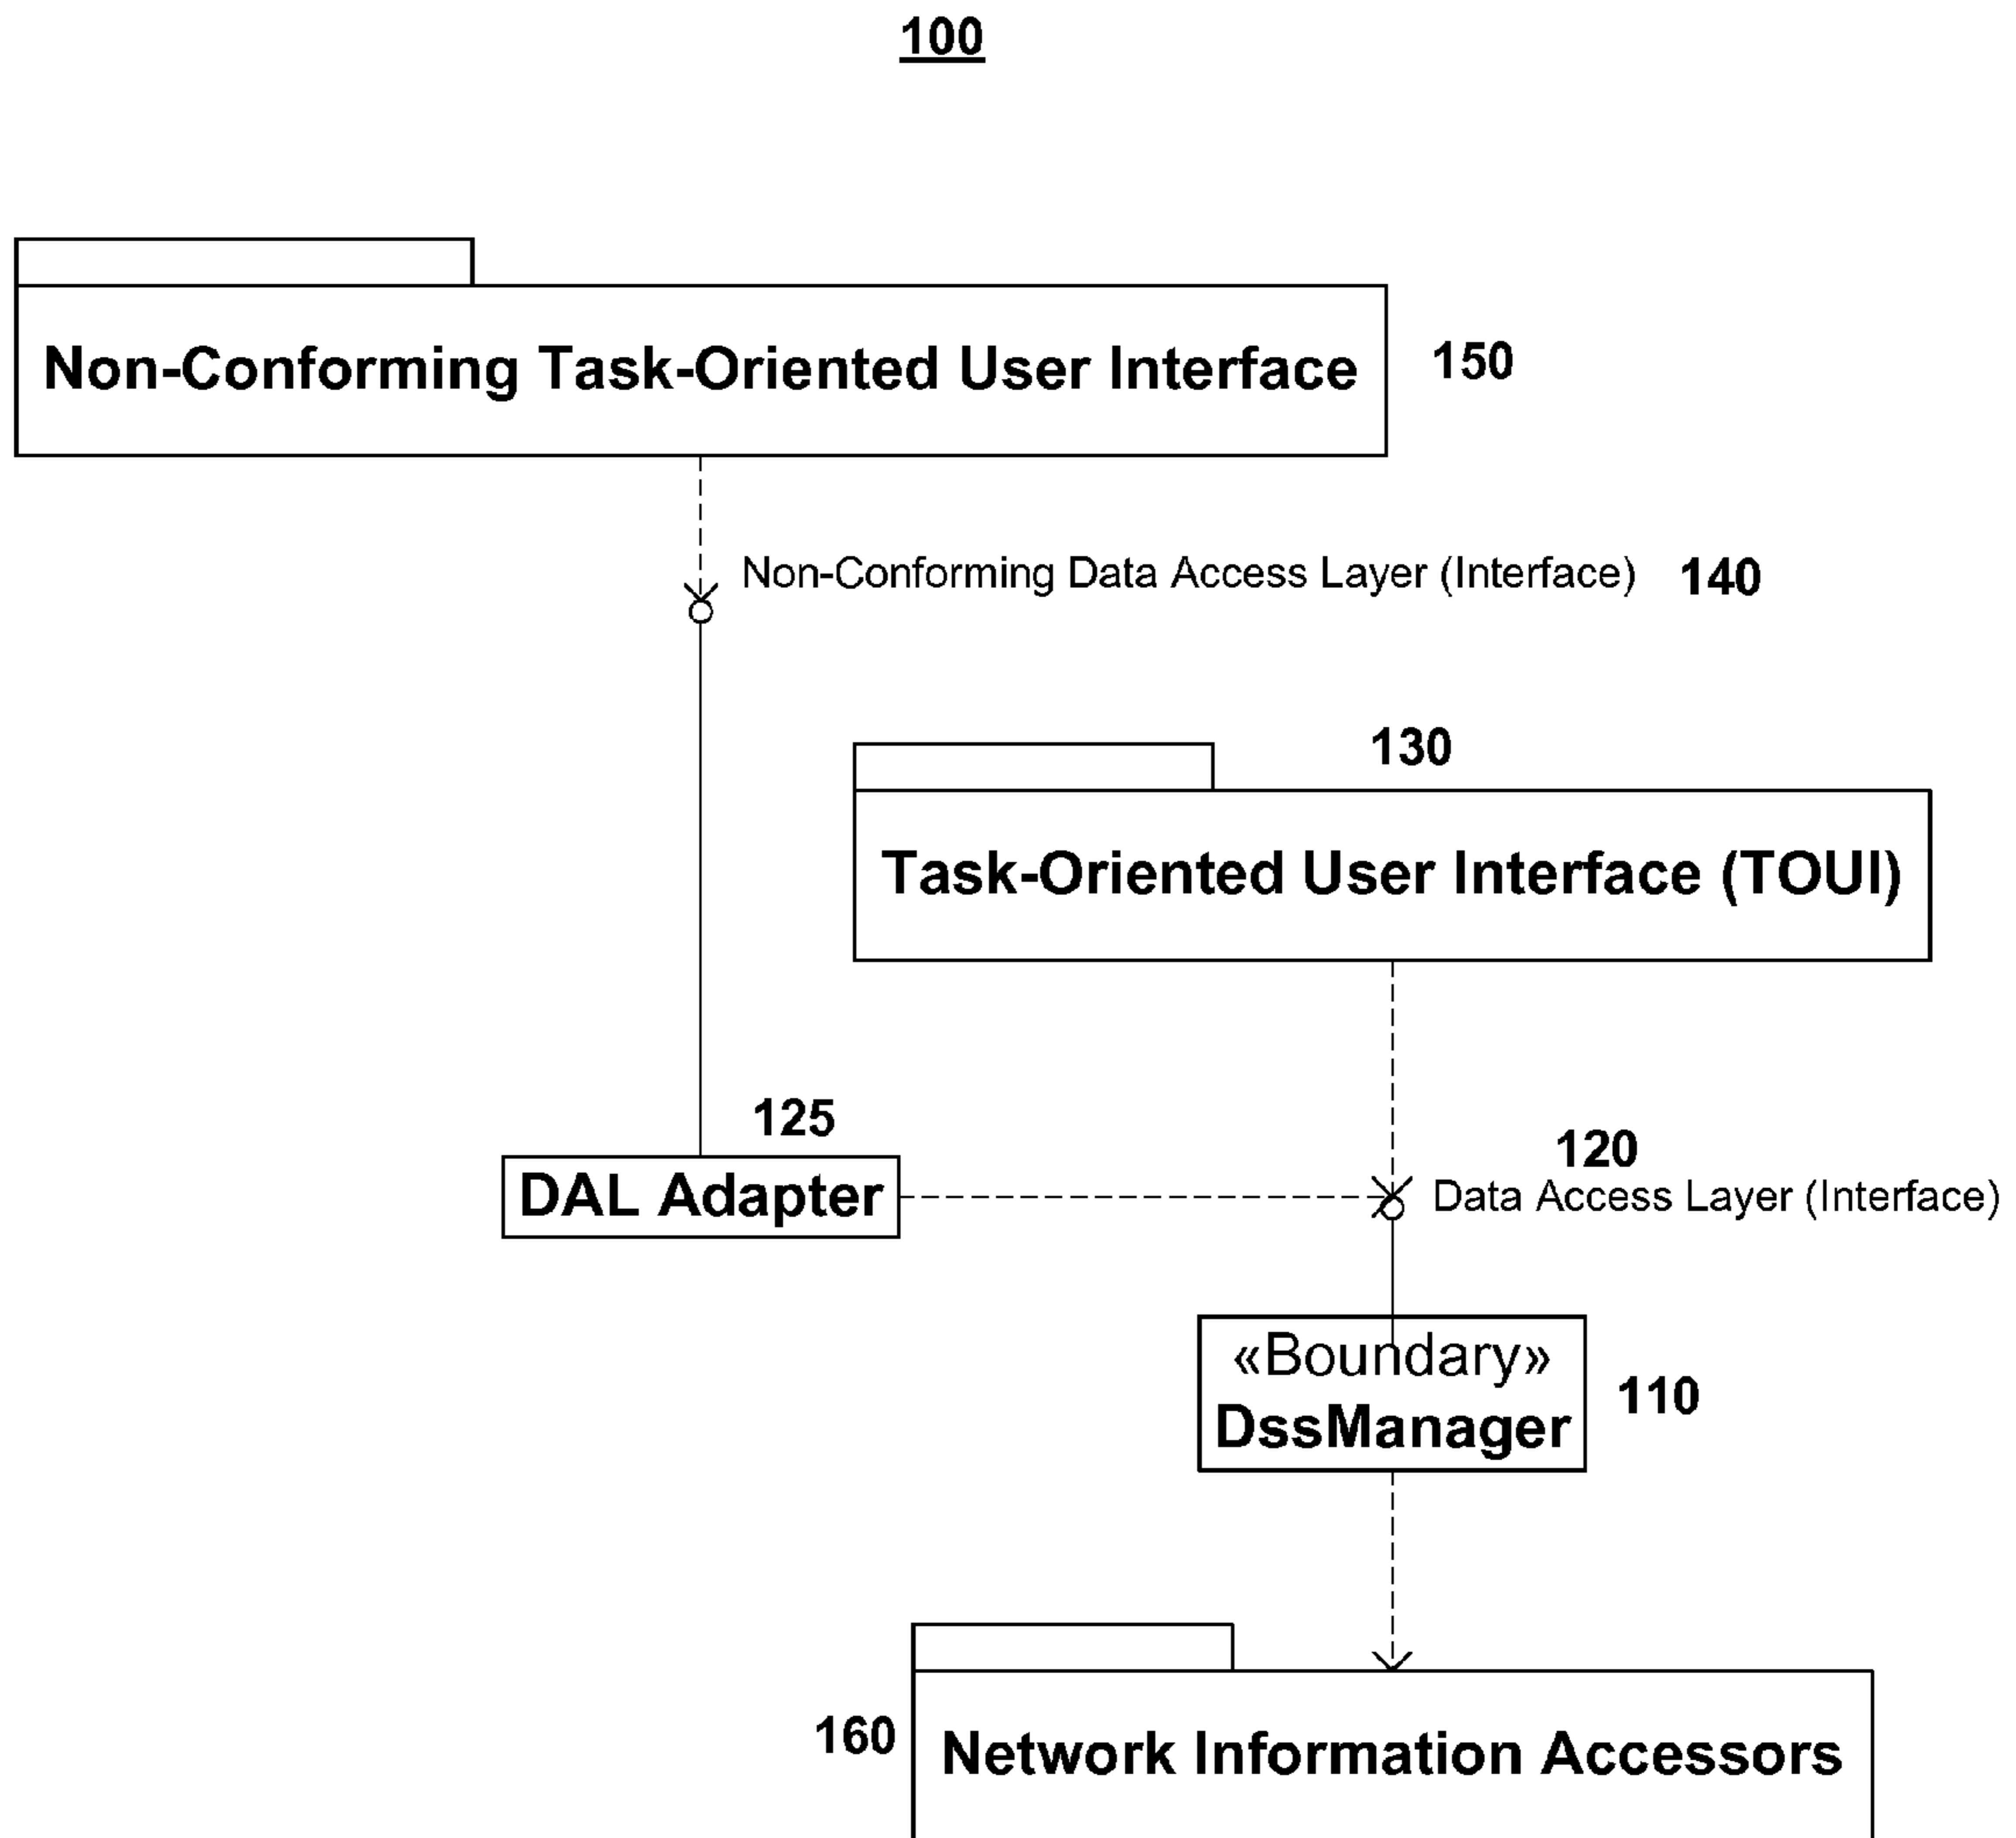 100
Non-Conforming Task-Oriented User Interface
150
Non-Conforming Data Access Layer (Interface)
140
130
Task-Oriented User Interface (TOUI)
125
DAL Adapter
120
Data Access Layer (Interface)
«Boundary»
DssManager
110
160
Network Information Accessors